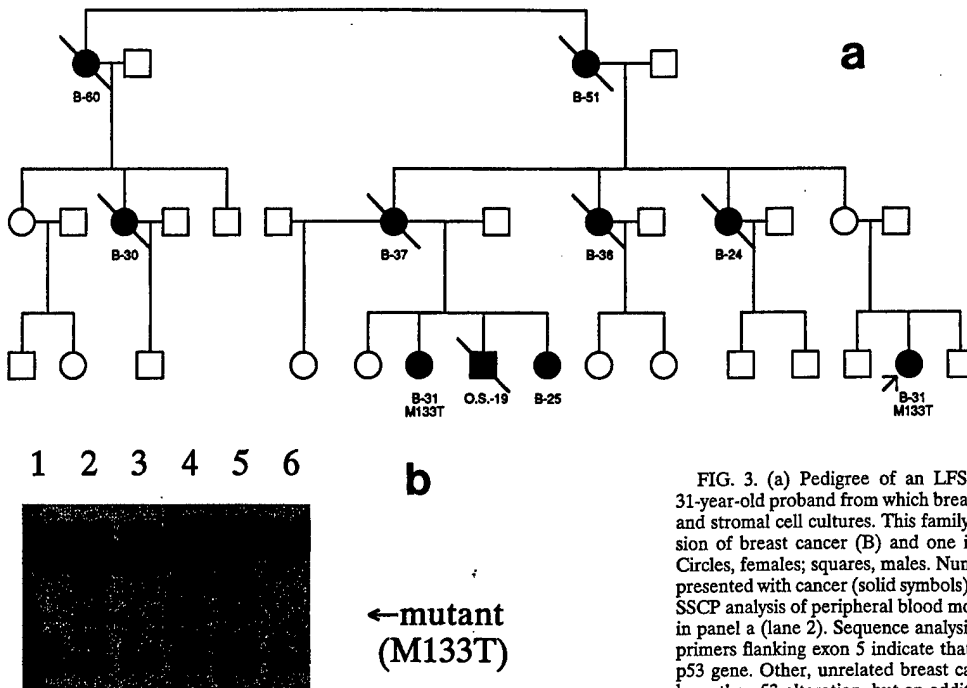 a
B-60
B-51
B-30
B-37
B-36
B-24
B-31
M133T
O.S.-19
B-25
B-31
M133T
1 2 3 4 5 6
b
←mutant
(M133T)
FIG. 3. (a) Pedigree of an LFS
31-year-old proband from which brea
and stromal cell cultures. This family
sion of breast cancer (B) and one i
Circles, females; squares, males. Num
presented with cancer (solid symbols)
SSCP analysis of peripheral blood mo
in panel a (lane 2). Sequence analysi
primers flanking exon 5 indicate that
p53 gene. Other, unrelated breast ca